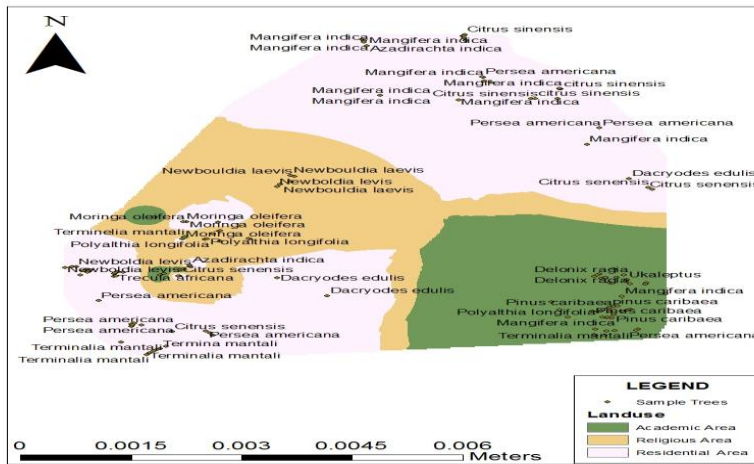 N
Citrus sinensis
Mangifera indica
Mangifera indica
Mangifera indica
Azadirachta indica
Mangifera indica
Persea americana
Mangifera indica
citrus sinensis
Mangifera indica
Citrus sinensis
citrus sinensis
Mangifera indica
Mangifera indica
Persea americana
Persea americana
Mangifera indica
Newbouldia laevis
Newbouldia laevis
Newboldia levis
Newbouldia laevis
Dacryodes edulis
Citrus senensis
Citrus senensis
Moringa oleifera
Moringa oleifera
Moringa oleifera
Terminelia mantali
Moringa oleifera
Polyalthia longifolia
Polyalthia longifolia
Newboldia levis
Azadirachta indica
Newboldia levis
Citrus senensis
Trecula africana
Dacryodes edulis
Delonix ragia
Ukaleptus
Delonix ragia
Persea americana
Dacryodes edulis
Mangifera indica
Pinus caribaea
Pinus caribaea
Polyalthia longifolia
Pinus caribaea
Persea americana
Persea americana
Citrus senensis
Persea americana
Mangifera indica
Pinus caribaea
Terminalia mantali
Persea americana
Terminalia mantali
Termina mantali
Terminalia mantali
Terminalia mantali
LEGEND
Sample Trees
Landuse
Academic Area
Religious Area
Residential Area
0 0.0015 0.003 0.0045 0.006
Meters